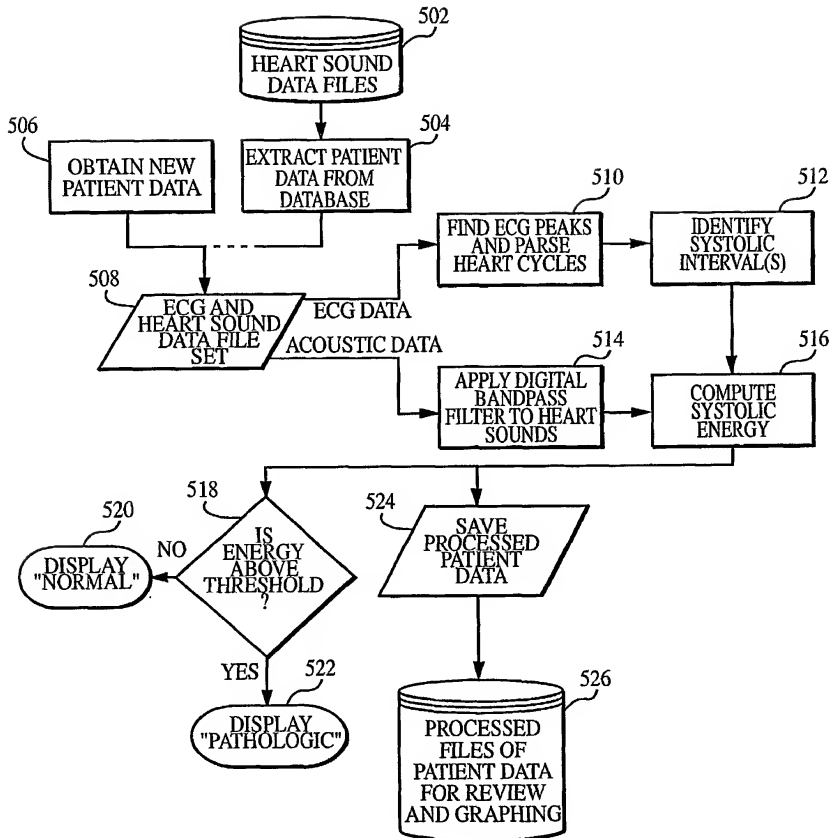 502
HEART SOUND
DATA FILES
506
OBTAIN NEW
PATIENT DATA
504
EXTRACT PATIENT
DATA FROM
DATABASE
510
FIND ECG PEAKS
AND PARSE
HEART CYCLES
512
IDENTIFY
SYSTOLIC
INTERVAL(S)
508
ECG AND
HEART SOUND
DATA FILE
SET
ECG DATA
ACOUSTIC DATA
514
APPLY DIGITAL
BANDPASS
FILTER TO HEART
SOUNDS
516
COMPUTE
SYSTOLIC
ENERGY
518
IS
ENERGY
ABOVE
THRESHOLD
?
NO
520
DISPLAY
"NORMAL"
YES
522
DISPLAY
"PATHOLOGIC"
524
SAVE
PROCESSED
PATIENT
DATA
526
PROCESSED
FILES OF
PATIENT DATA
FOR REVIEW
AND GRAPHING